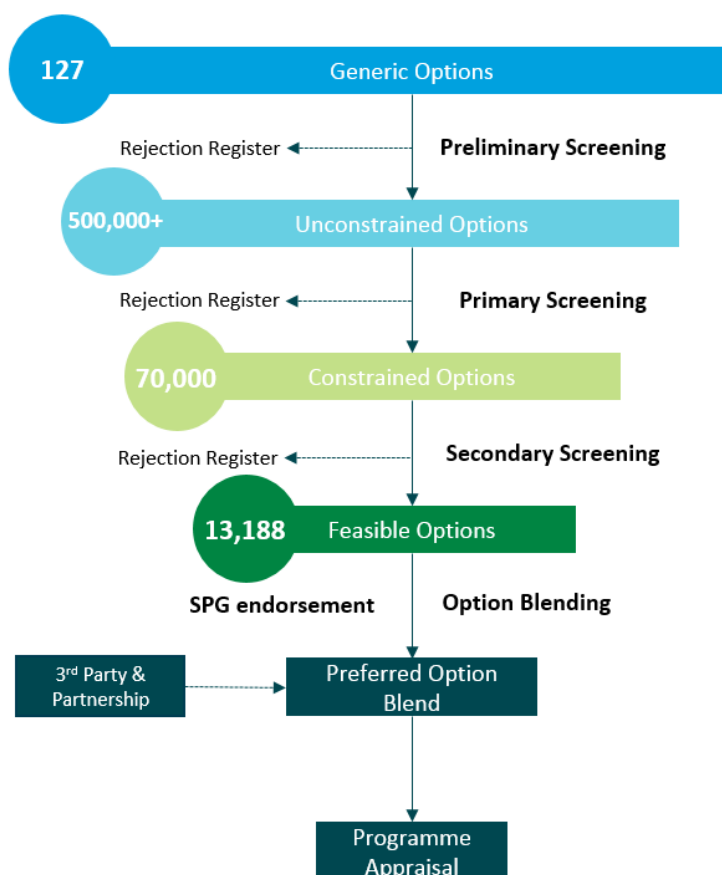 127
Generic Options
Rejection Register
Preliminary Screening
500,000+
Unconstrained Options
Rejection Register
Primary Screening
70,000
Constrained Options
Rejection Register
Secondary Screening
13,188
Feasible Options
SPG endorsement
Option Blending
3rd Party &
Partnership
Preferred Option
Blend
Programme
Appraisal